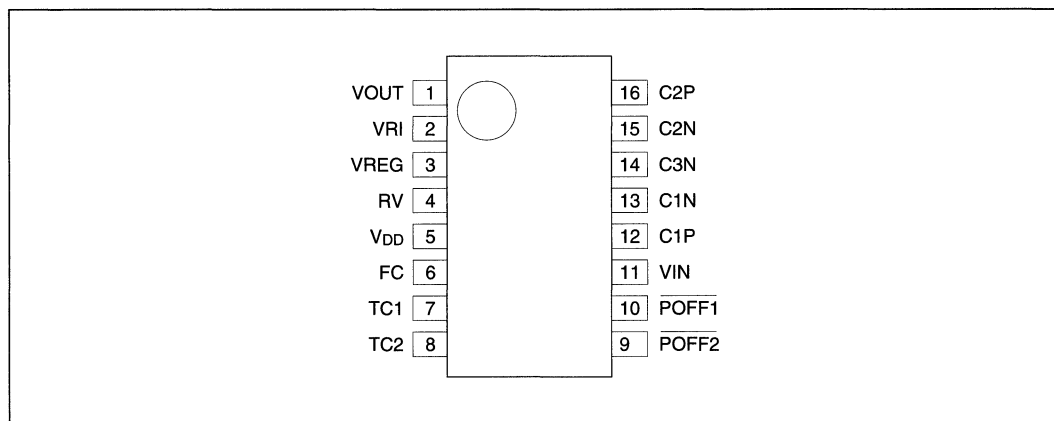 VOUT 1 16 C2P
VRI 2 15 C2N
VREG 3 14 C3N
RV 4 13 C1N
VDD 5 12 C1P
FC 6 11 VIN
TC1 7 10 POFF1
TC2 8 9 POFF2